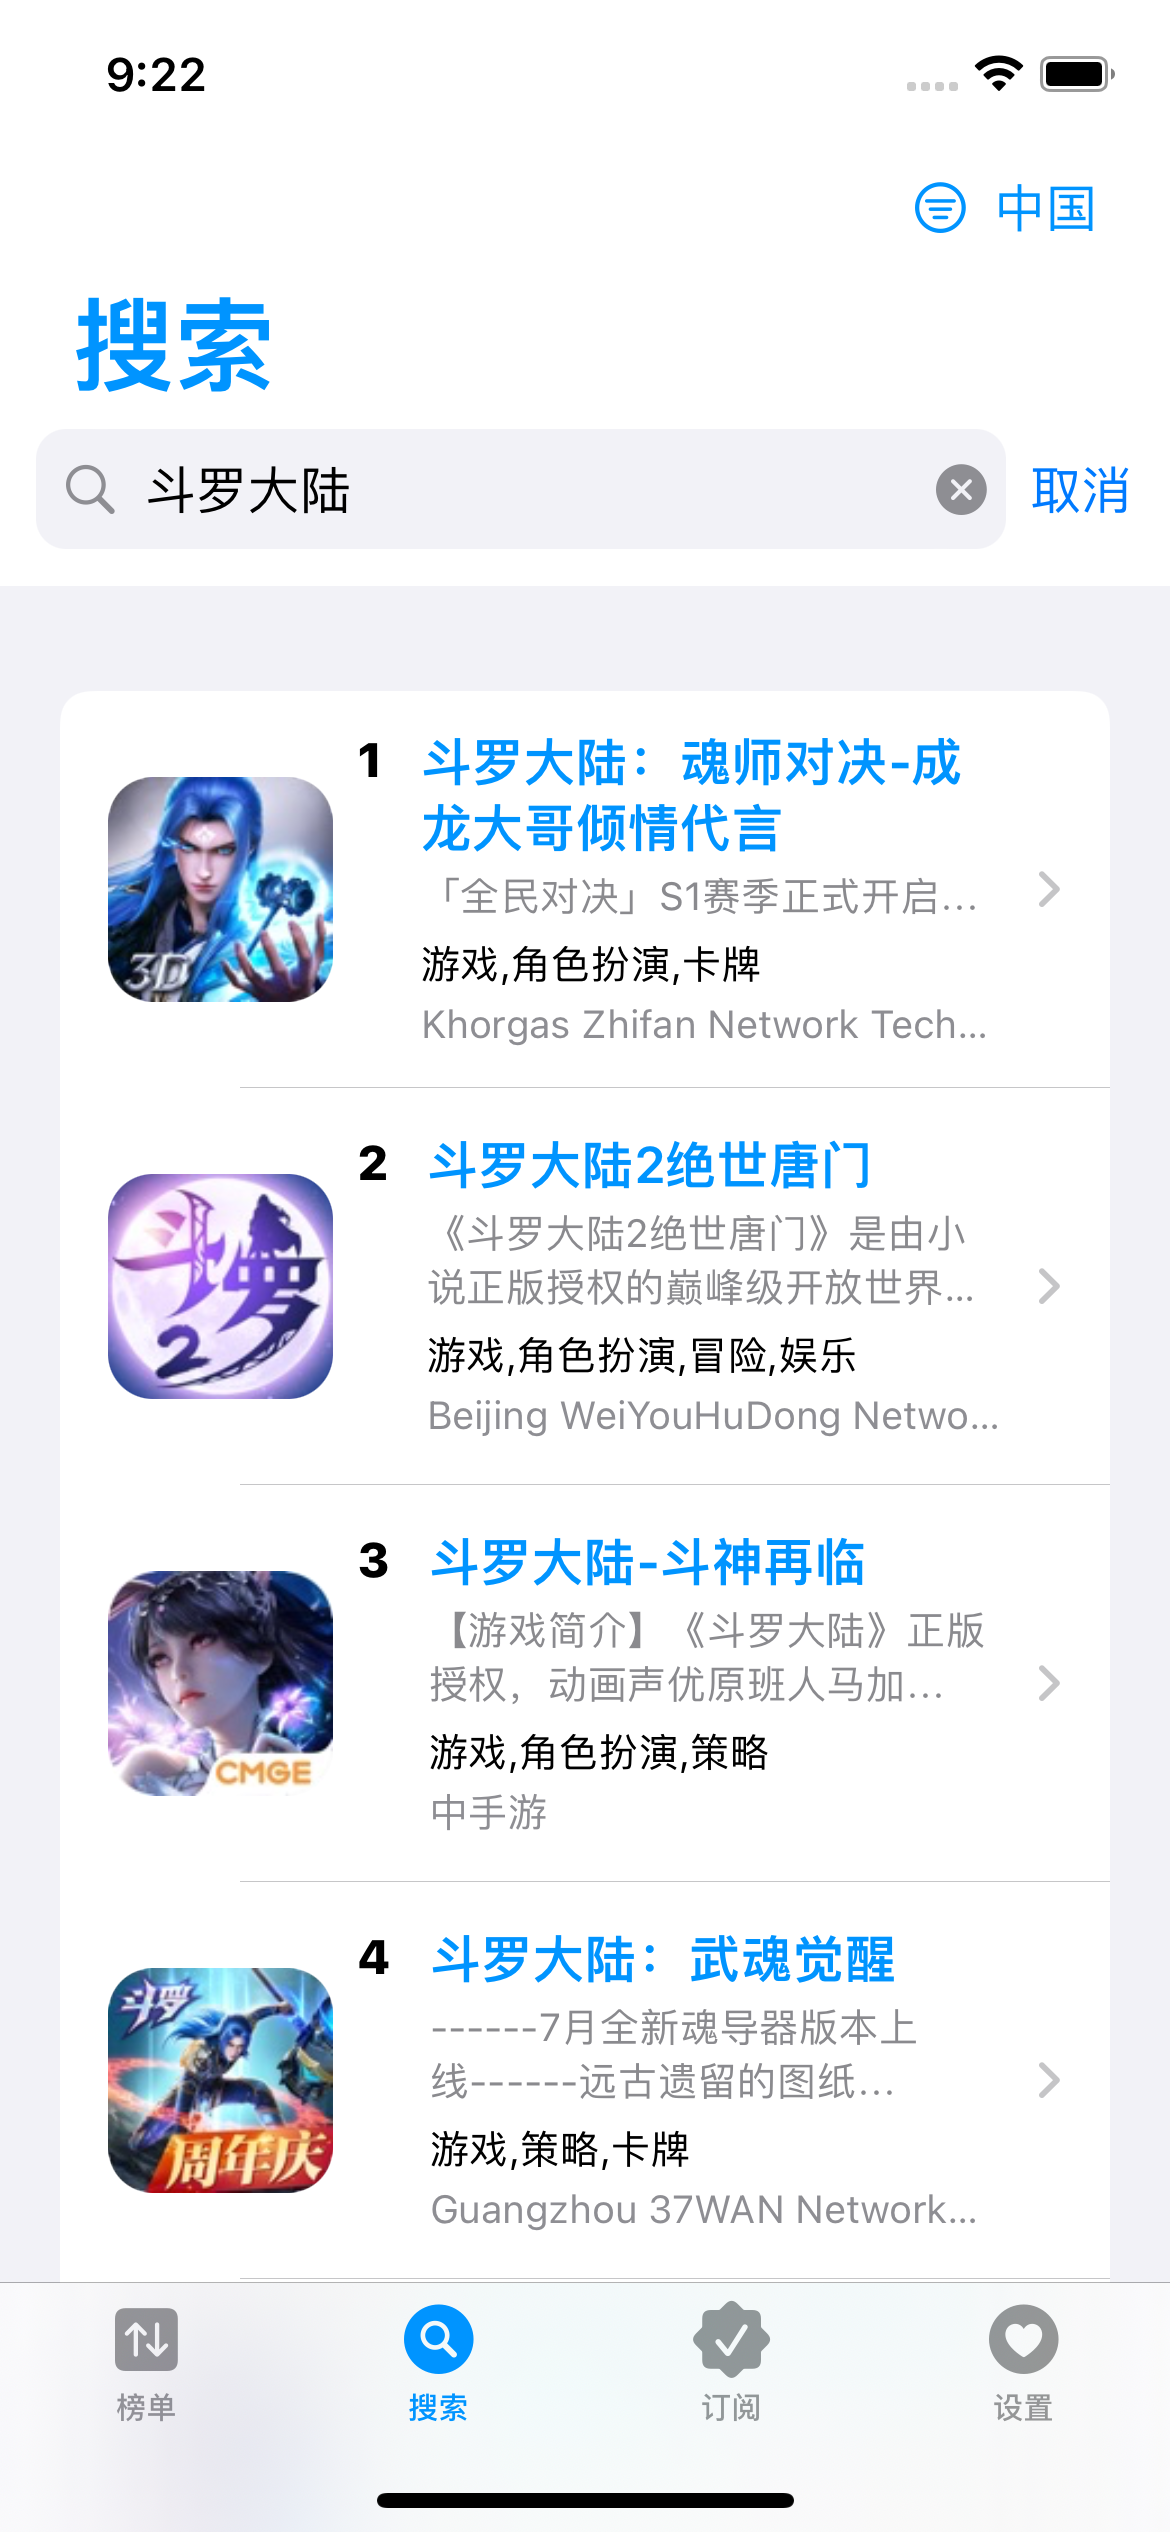 9:22
中国
搜索
斗罗大陆
取消
1 斗罗大陆：魂师对决-成
龙大哥倾情代言
「全民对决」S1赛季正式开启...
游戏,角色扮演,卡牌
Khorgas Zhifan Network Tech...
3D
2 斗罗大陆2绝世唐门
《斗罗大陆2绝世唐门》是由小
说正版授权的巅峰级开放世界...
游戏,角色扮演,冒险,娱乐
Beijing WeiYouHuDong Netwo...
斗罗
2
3 斗罗大陆-斗神再临
【游戏简介】《斗罗大陆》正版
授权，动画声优原班人马加...
游戏,角色扮演,策略
中手游
CMGE
4 斗罗大陆：武魂觉醒
------7月全新魂导器版本上
线------远古遗留的图纸...
游戏,策略,卡牌
Guangzhou 37WAN Network...
斗罗
周年庆
榜单
搜索
订阅
设置